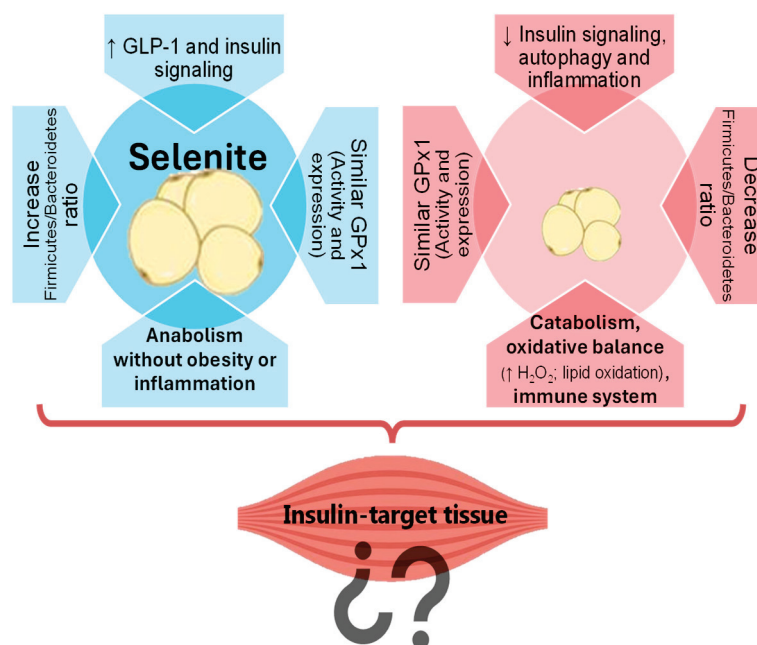 ↑ GLP-1 and insulin
signaling
Increase
ratio
Firmicutes/Bacteroidetes
Selenite
Similar GPx1
(Activity and
expression)
Anabolism
without obesity or
inflammation
↓ Insulin signaling,
autophagy and
inflammation
Similar GPx1
(Activity and
expression)
Decrease
Firmicutes/Bacteroidetes
ratio
Catabolism,
oxidative balance
(↑ H₂O₂; lipid oxidation),
immune system
Insulin-target tissue
¿?